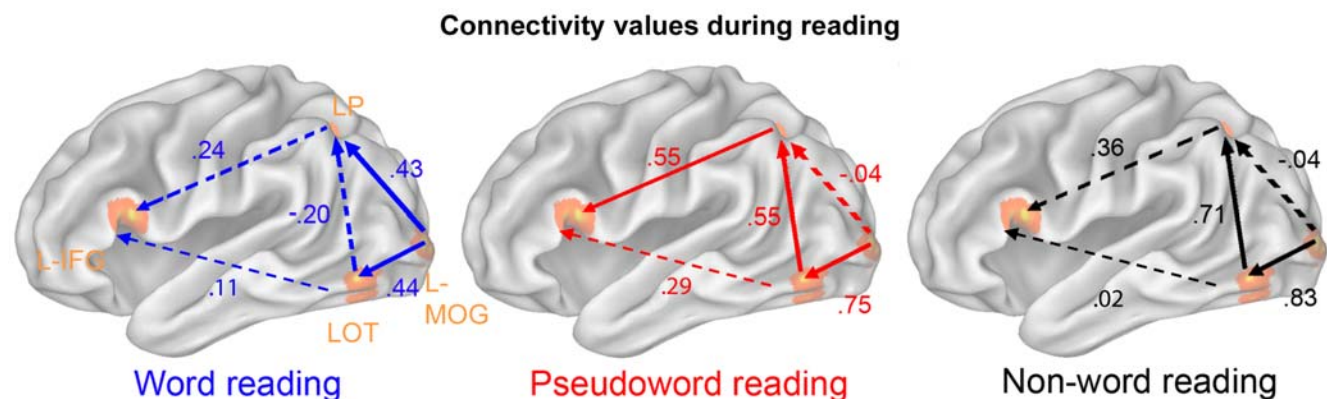 Connectivity values during reading
LP
.24
.43
-.20
L-IFG
.11
.44
L-
MOG
LOT
Word reading
.55
-.04
.55
.29
.75
Pseudoword reading
.36
-.04
.71
.02
.83
Non-word reading